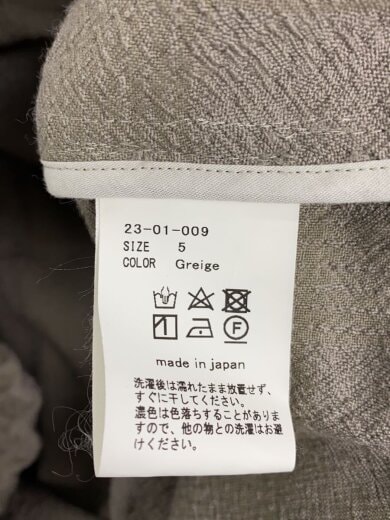 23-01-009
SIZE 5
COLOR Greige
F
made in japan
洗濯後は濡れたまま放置せず、
すぐに干してください。
濃色は色落ちすることがありま
すので、他の物との洗濯はお避
けください。